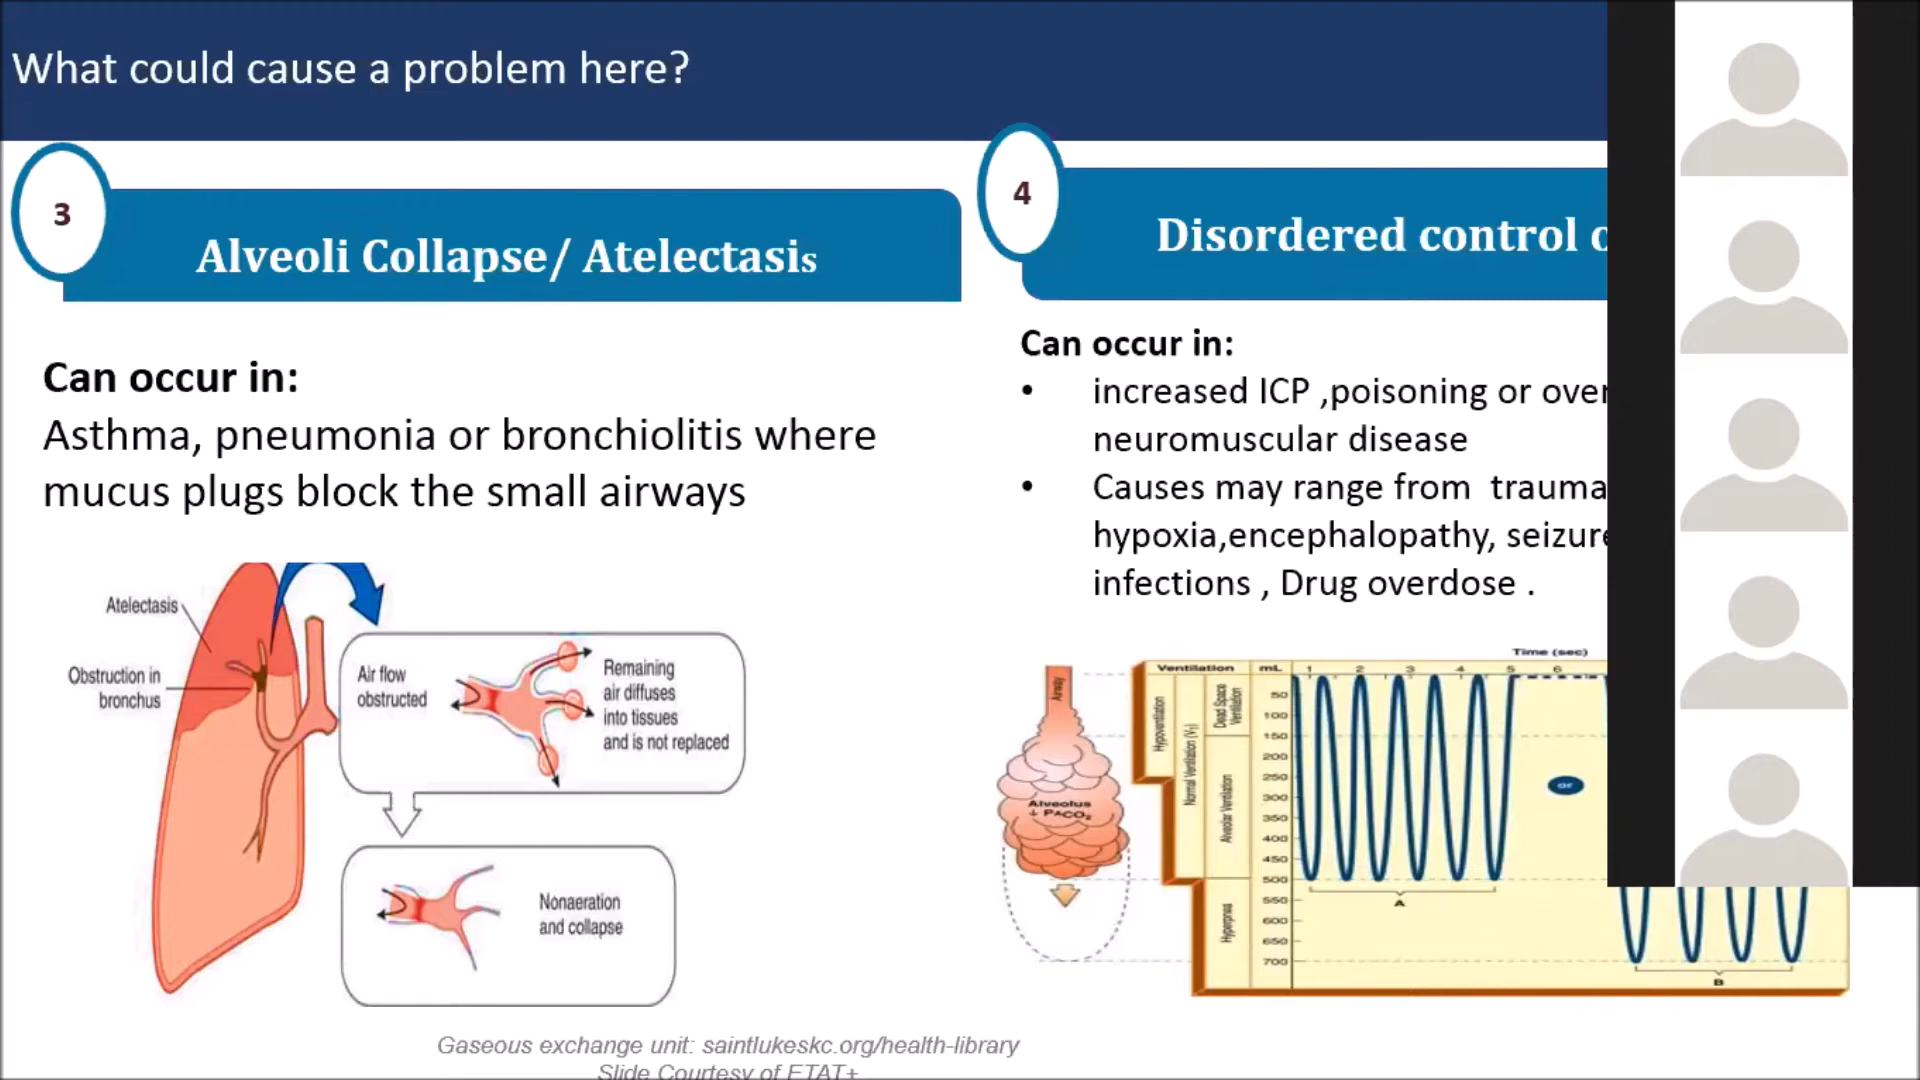 What could cause a problem here?
3
Alveoli Collapse/ Atelectasis
Can occur in:
Asthma, pneumonia or bronchiolitis where
mucus plugs block the small airways
Atelectasis
Obstruction in
bronchus
Air flow
obstructed
Remaining
air diffuses
into tissues
and is not replaced
Nonaeration
and collapse
4
Disordered control
Can occur in:
• increased ICP ,poisoning or
neuromuscular disease
• Causes may range from trauma
hypoxia,encephalopathy,
infections , Drug overdose .
Time (sec)
Ventilation mL 1 2 3 4 5 6
Airway
Alveolus
↓ PACO₂
Hypoventilation
Normal Ventilation (VT)
Dead Space
Ventilation
Alveolar Ventilation
Hyperpnea
50
100
150
200
250
300
350
400
450
500
550
600
650
700
A
or
B
Gaseous exchange unit: saintlukeskc.org/health-library
Slide Courtesy of ETAT+